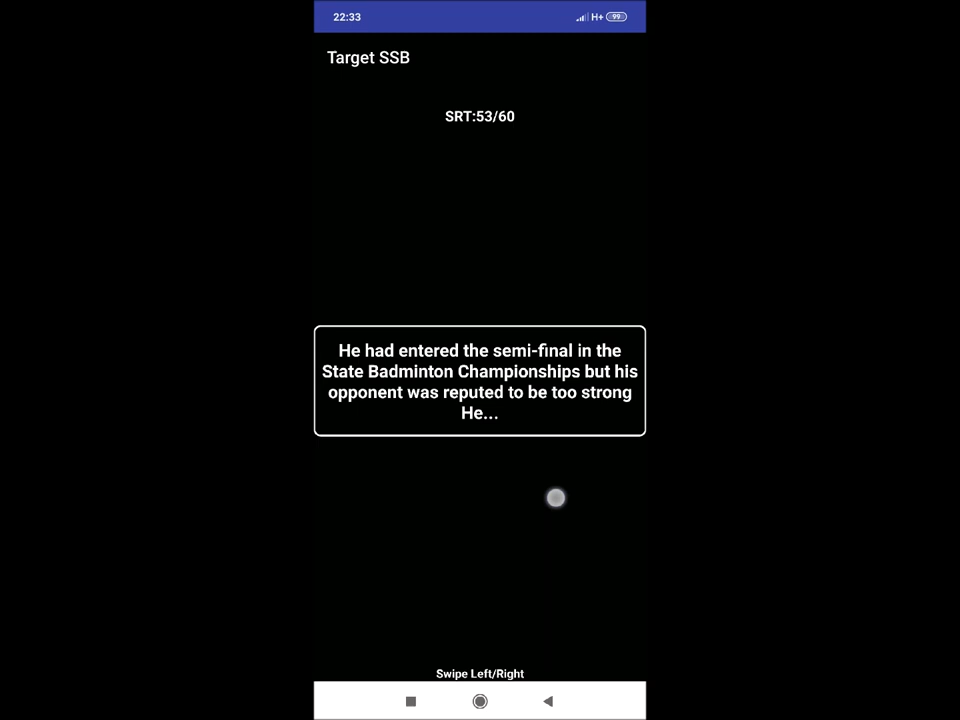 22:33
H+ 99
Target SSB
SRT:53/60
He had entered the semi-final in the
State Badminton Championships but his
opponent was reputed to be too strong
He...
Swipe Left/Right